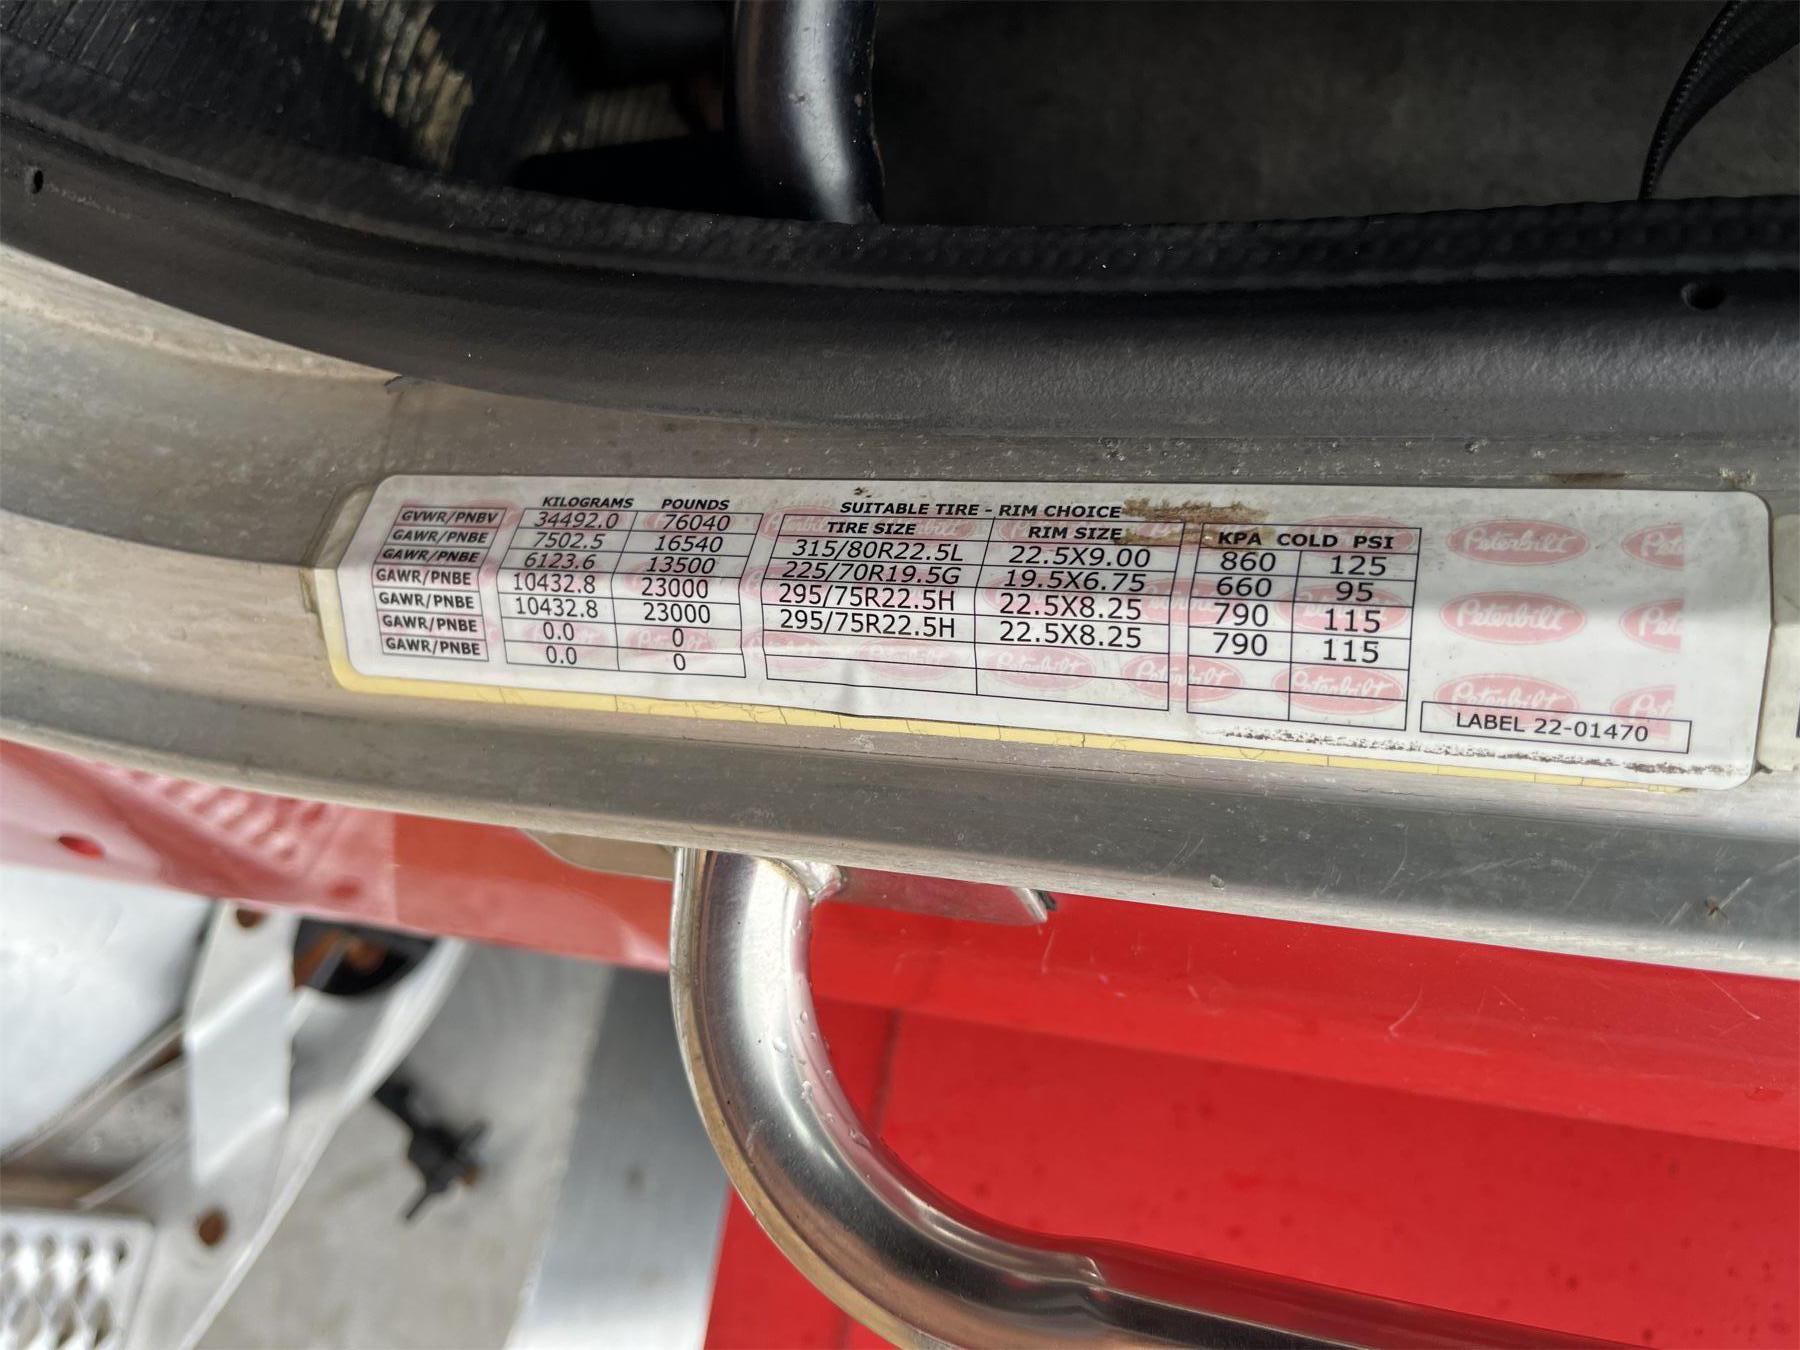 KILOGRAMS POUNDS
GVWR/PNBV 34492.0 76040
GAWR/PNBE 7502.5 16540
GAWR/PNBE 6123.6 13500
GAWR/PNBE 10432.8 23000
GAWR/PNBE 10432.8 23000
GAWR/PNBE 0.0 0
GAWR/PNBE 0.0 0
SUITABLE TIRE - RIM CHOICE
TIRE SIZE RIM SIZE KPA COLD PSI
315/80R22.5L 22.5X9.00 860 125
225/70R19.5G 19.5X6.75 660 95
295/75R22.5H 22.5X8.25 790 115
295/75R22.5H 22.5X8.25 790 115
Peterbilt
Peterbilt
Peterbilt
LABEL 22-01470